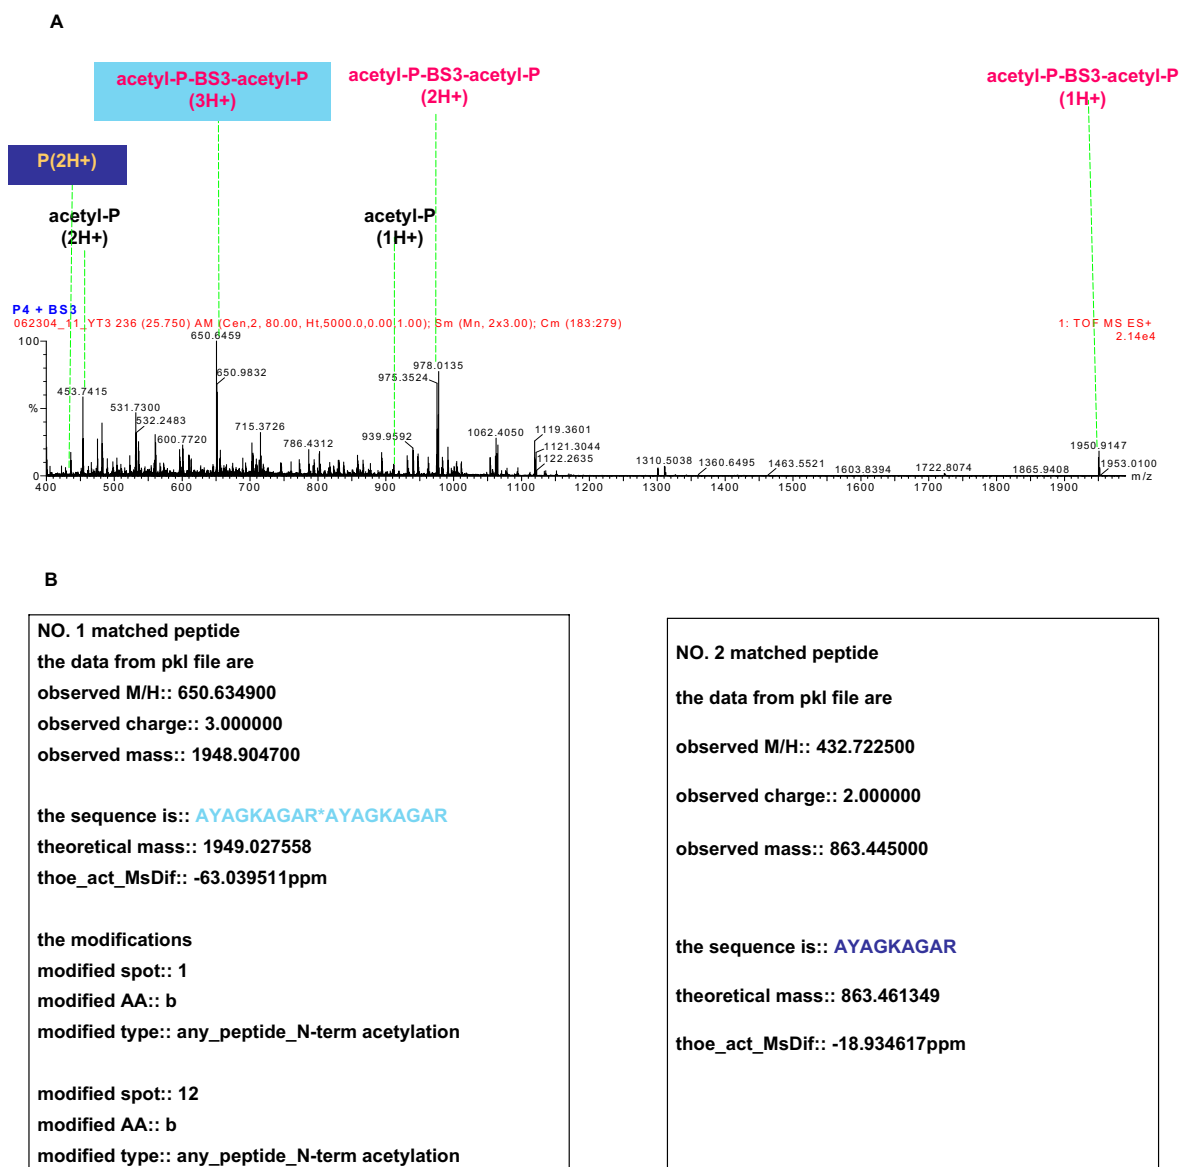 A
acetyl-P-BS3-acetyl-P
(3H+)
acetyl-P-BS3-acetyl-P
(2H+)
acetyl-P-BS3-acetyl-P
(1H+)
P(2H+)
acetyl-P
(2H+)
acetyl-P
(1H+)
P4 + BS3
062304_11_YT3 236 (25.750) AM (Cen,2, 80.00, Ht,5000.0,0.00,1.00); Sm (Mn, 2x3.00); Cm (183:279)
1: TOF MS ES+
2.14e4
100
%
0
650.6459
650.9832
453.7415
531.7300
532.2483
600.7720
715.3726
786.4312
939.9592
975.3524
978.0135
1062.4050
1119.3601
1121.3044
1122.2635
1310.5038
1360.6495
1463.5521
1603.8394
1722.8074
1865.9408
1950.9147
1953.0100
400 500 600 700 800 900 1000 1100 1200 1300 1400 1500 1600 1700 1800 1900
m/z
B
NO. 1 matched peptide
the data from pkl file are
observed M/H:: 650.634900
observed charge:: 3.000000
observed mass:: 1948.904700
the sequence is:: AYAGKAGAR*AYAGKAGAR
theoretical mass:: 1949.027558
thoe_act_MsDif:: -63.039511ppm
the modifications
modified spot:: 1
modified AA:: b
modified type:: any_peptide_N-term acetylation
modified spot:: 12
modified AA:: b
modified type:: any_peptide_N-term acetylation
NO. 2 matched peptide
the data from pkl file are
observed M/H:: 432.722500
observed charge:: 2.000000
observed mass:: 863.445000
the sequence is:: AYAGKAGAR
theoretical mass:: 863.461349
thoe_act_MsDif:: -18.934617ppm